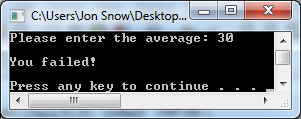 C:\Users\Jon Snow\Desktop...
Please enter the average: 30
You failed!
Press any key to continue . . . _